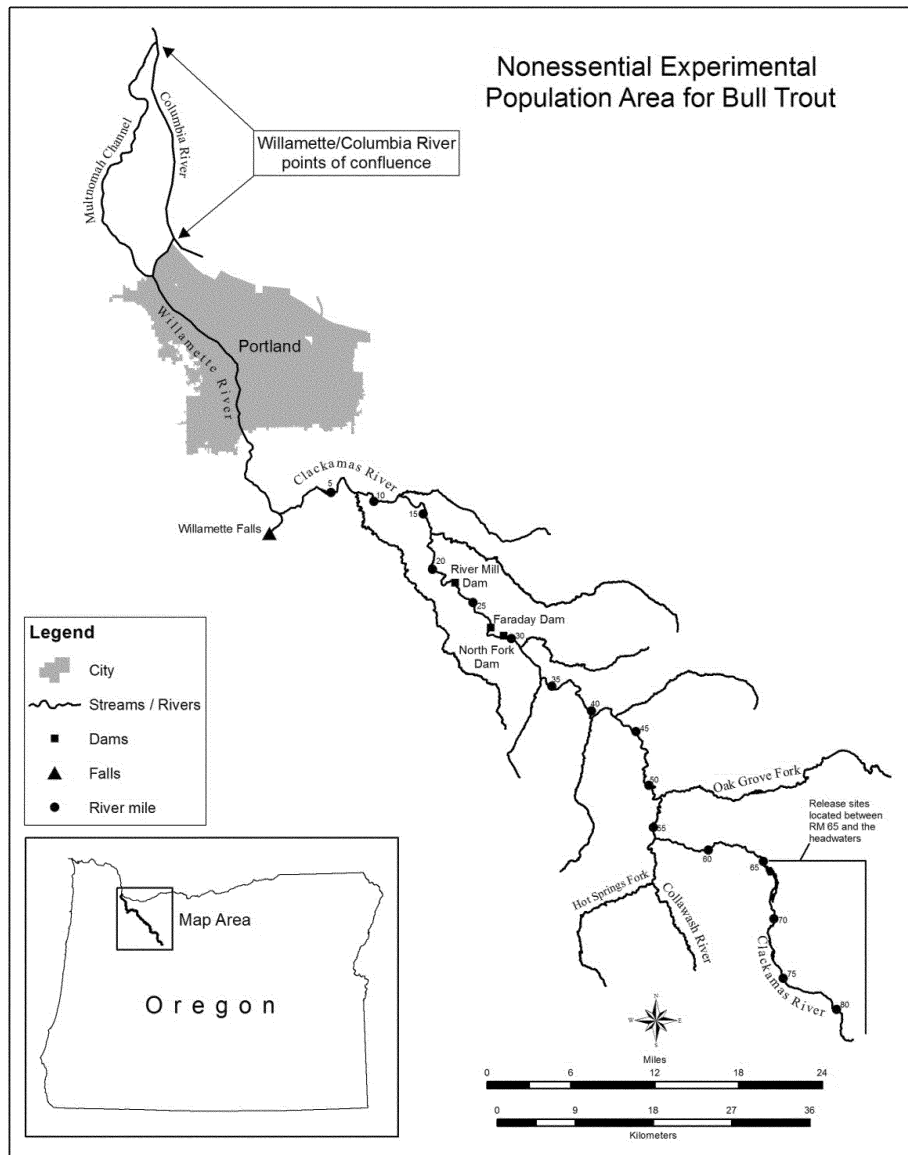 Nonessential Experimental
Population Area for Bull Trout
Columbia River
Multnomah Channel
Willamette/Columbia River
points of confluence
Willamette River
Portland
Clackamas River
5
10
15
Willamette Falls
20
River Mill
Dam
25
Faraday Dam
30
North Fork
Dam
35
40
45
50
Oak Grove Fork
55
60
65
Release sites
located between
RM 65 and the
headwaters
Hot Springs Fork
Collawash River
70
Clackamas River
75
80
Legend
City
Streams / Rivers
Dams
Falls
River mile
Map Area
Oregon
N
W
E
S
Miles
0
6
12
18
24
0
9
18
27
36
Kilometers